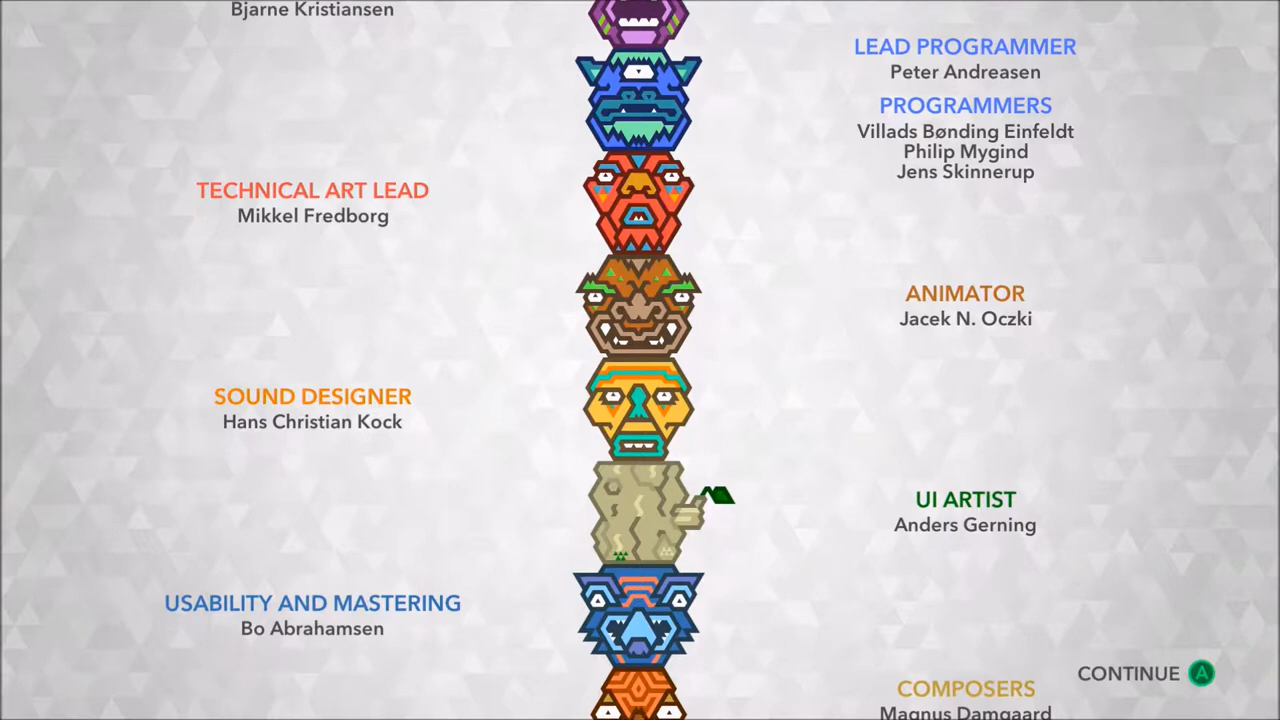 Bjarne Kristiansen
LEAD PROGRAMMER
Peter Andreasen
PROGRAMMERS
Villads Bønding Einfeldt
Philip Mygind
Jens Skinnerup
TECHNICAL ART LEAD
Mikkel Fredborg
ANIMATOR
Jacek N. Oczki
SOUND DESIGNER
Hans Christian Kock
UI ARTIST
Anders Gerning
USABILITY AND MASTERING
Bo Abrahamsen
CONTINUE A
COMPOSERS
Magnus Damgaard